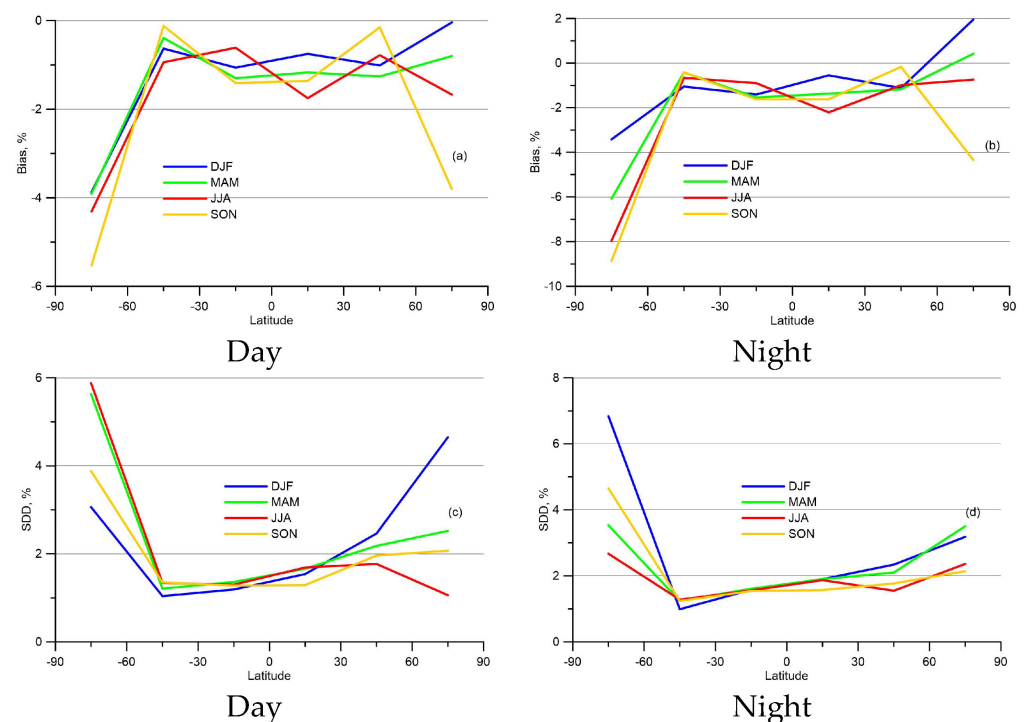 0
-2
-4
-6
Bias, %
(a)
DJF
MAM
JJA
SON
-90 -60 -30 0 30 60 90
Latitude
Day
2
0
-2
-4
-6
-8
-10
Bias, %
(b)
DJF
MAM
JJA
SON
-90 -60 -30 0 30 60 90
Latitude
Night
6
4
2
0
SDD, %
(c)
DJF
MAM
JJA
SON
-90 -60 -30 0 30 60 90
Latitude
Day
8
6
4
2
0
SDD, %
(d)
DJF
MAM
JJA
SON
-90 -60 -30 0 30 60 90
Latitude
Night